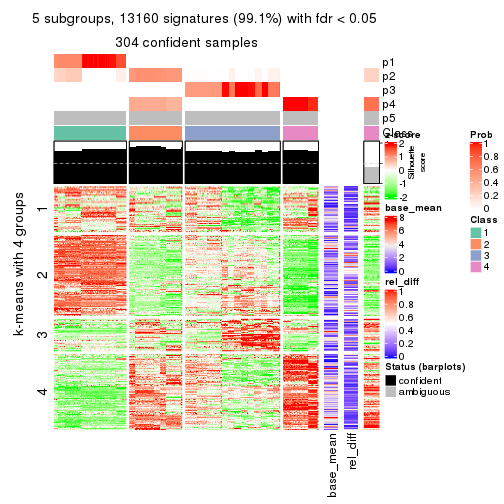 5 subgroups, 13160 signatures (99.1%) with fdr < 0.05
304 confident samples
p1
p2
p3
p4
p5
Class
k-means with 4 groups
1
2
3
4
base_mean
rel_diff
Silhouette
score
z-score
2
1
0
-1
-2
base_mean
8
6
4
2
0
rel_diff
1
0.8
0.6
0.4
0.2
0
Status (barplots)
confident
ambiguous
Prob
1
0.8
0.6
0.4
0.2
0
Class
1
2
3
4